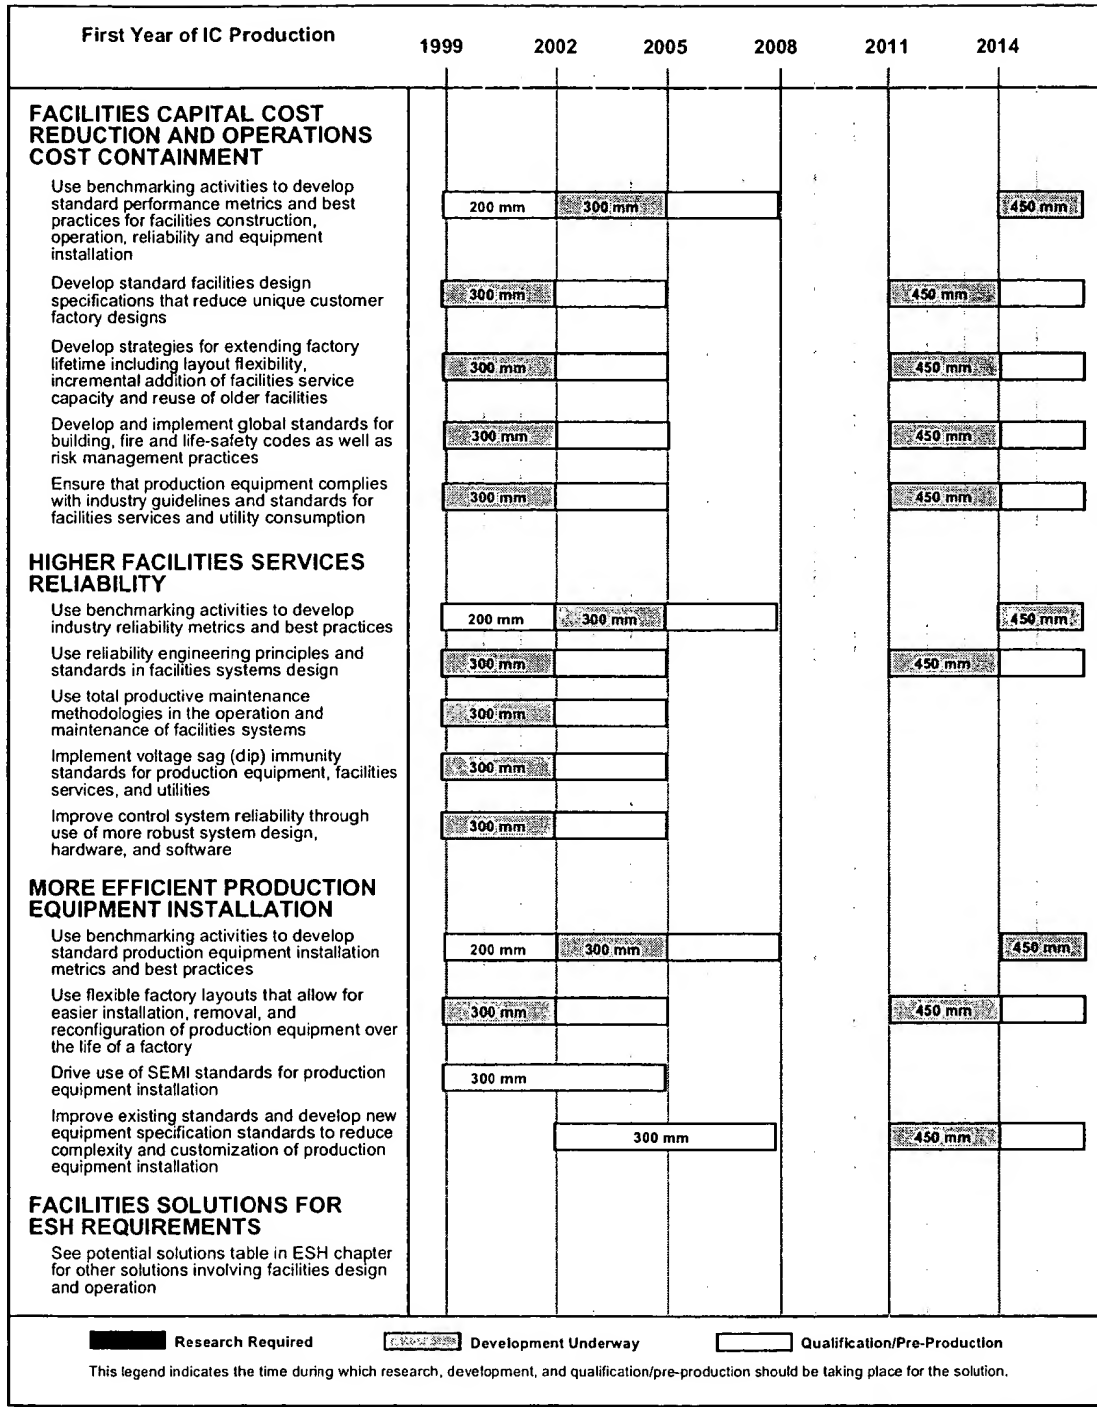 First Year of IC Production
1999 2002 2005 2008 2011 2014
FACILITIES CAPITAL COST
REDUCTION AND OPERATIONS
COST CONTAINMENT
Use benchmarking activities to develop
standard performance metrics and best
practices for facilities construction,
operation, reliability and equipment
installation
200 mm 300 mm 450 mm
Develop standard facilities design
specifications that reduce unique customer
factory designs
300 mm 450 mm
Develop strategies for extending factory
lifetime including layout flexibility,
incremental addition of facilities service
capacity and reuse of older facilities
300 mm 450 mm
Develop and implement global standards for
building, fire and life-safety codes as well as
risk management practices
300 mm 450 mm
Ensure that production equipment complies
with industry guidelines and standards for
facilities services and utility consumption
300 mm 450 mm
HIGHER FACILITIES SERVICES
RELIABILITY
Use benchmarking activities to develop
industry reliability metrics and best practices
200 mm 300 mm 450 mm
Use reliability engineering principles and
standards in facilities systems design
300 mm 450 mm
Use total productive maintenance
methodologies in the operation and
maintenance of facilities systems
300 mm
Implement voltage sag (dip) immunity
standards for production equipment, facilities
services, and utilities
300 mm
Improve control system reliability through
use of more robust system design,
hardware, and software
300 mm
MORE EFFICIENT PRODUCTION
EQUIPMENT INSTALLATION
Use benchmarking activities to develop
standard production equipment installation
metrics and best practices
200 mm 300 mm 450 mm
Use flexible factory layouts that allow for
easier installation, removal, and
reconfiguration of production equipment over
the life of a factory
300 mm 450 mm
Drive use of SEMI standards for production
equipment installation
300 mm
Improve existing standards and develop new
equipment specification standards to reduce
complexity and customization of production
equipment installation
300 mm 450 mm
FACILITIES SOLUTIONS FOR
ESH REQUIREMENTS
See potential solutions table in ESH chapter
for other solutions involving facilities design
and operation
Research Required Development Underway Qualification/Pre-Production
This legend indicates the time during which research, development, and qualification/pre-production should be taking place for the solution.